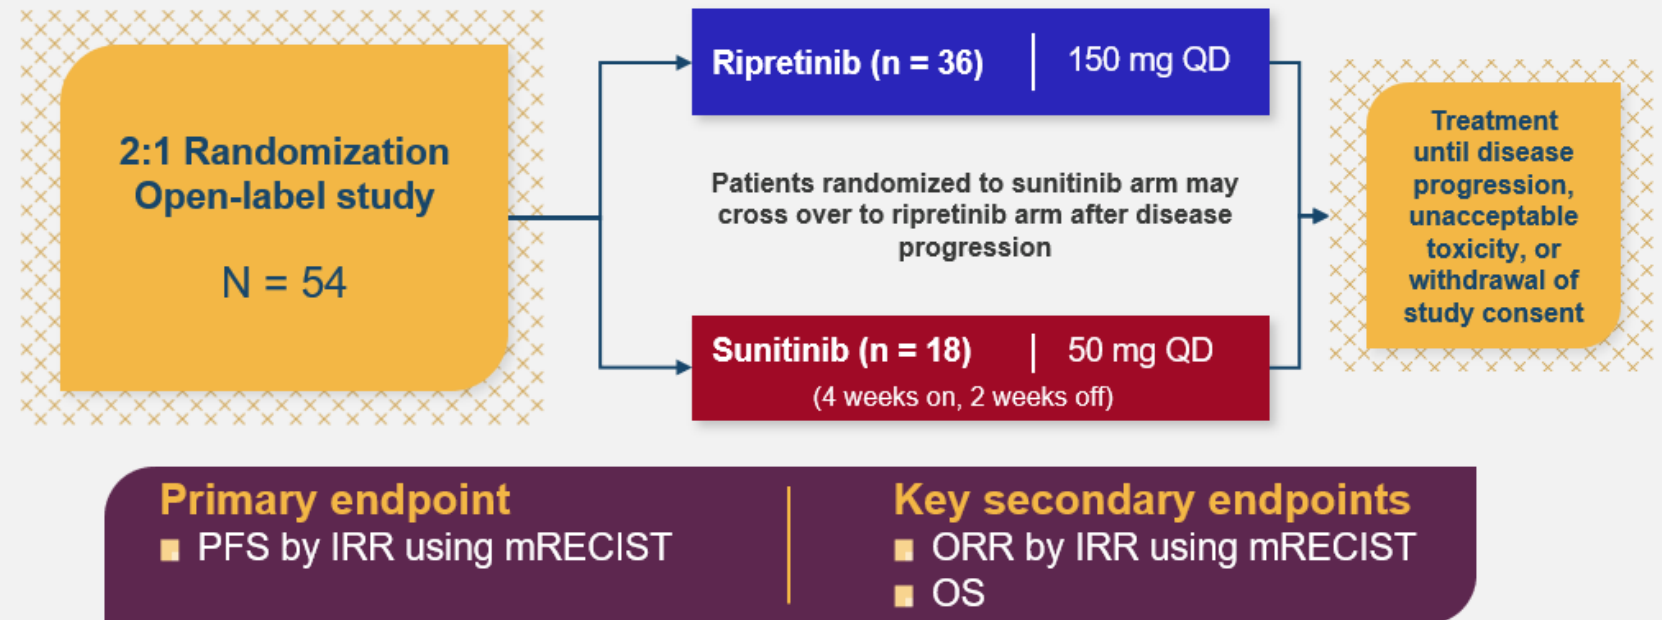 2:1 Randomization
Open-label study
N = 54
Ripretinib (n = 36) | 150 mg QD
Patients randomized to sunitinib arm may
cross over to ripretinib arm after disease
progression
Sunitinib (n = 18) | 50 mg QD
(4 weeks on, 2 weeks off)
Treatment
until disease
progression,
unacceptable
toxicity, or
withdrawal of
study consent
Primary endpoint
PFS by IRR using mRECIST
Key secondary endpoints
ORR by IRR using mRECIST
OS